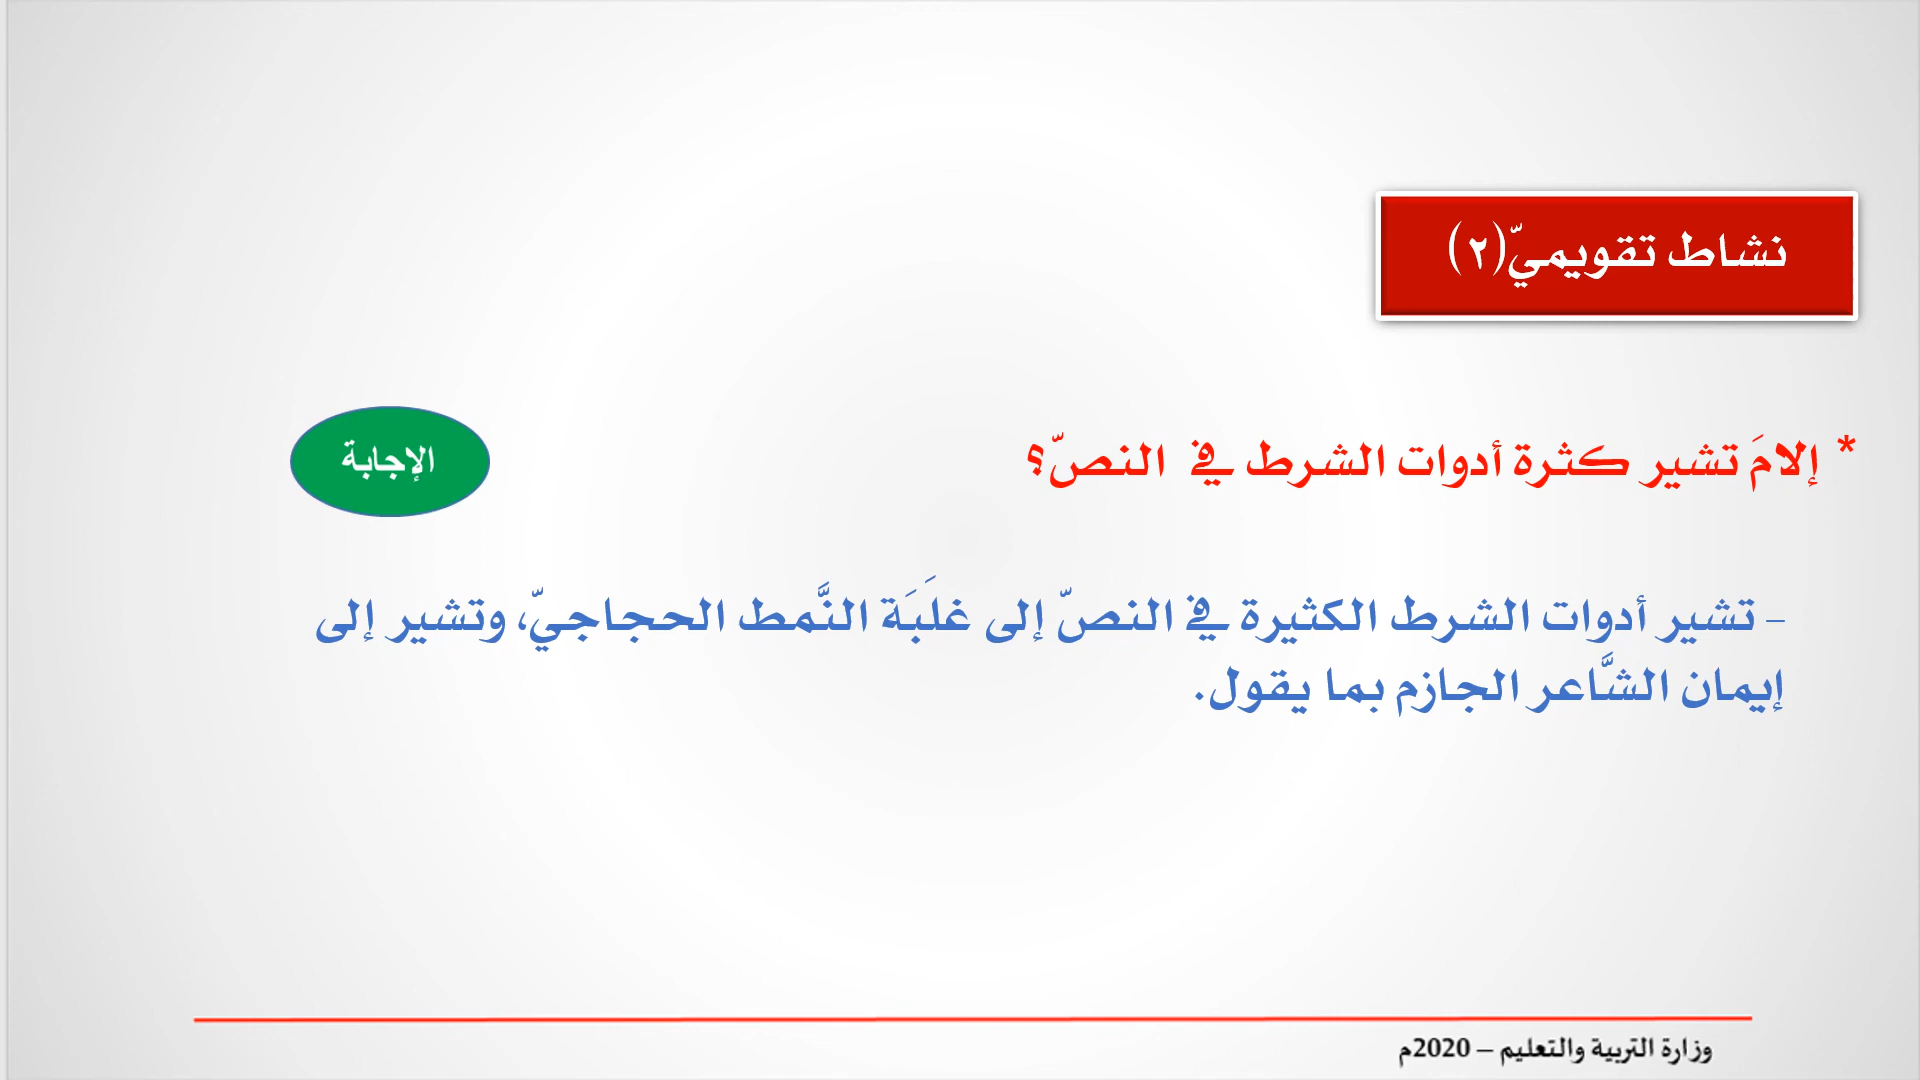 نشاط تقويميّ(٢)
* إلامَ تشير كثرة أدوات الشرط في النصّ؟
الإجابة
– تشير أدوات الشرط الكثيرة في النصّ إلى غلَبَة النَّمط الحجاجيّ، وتشير إلى
إيمان الشَّاعر الجازم بما يقول.
وزارة التربية والتعليم – 2020م